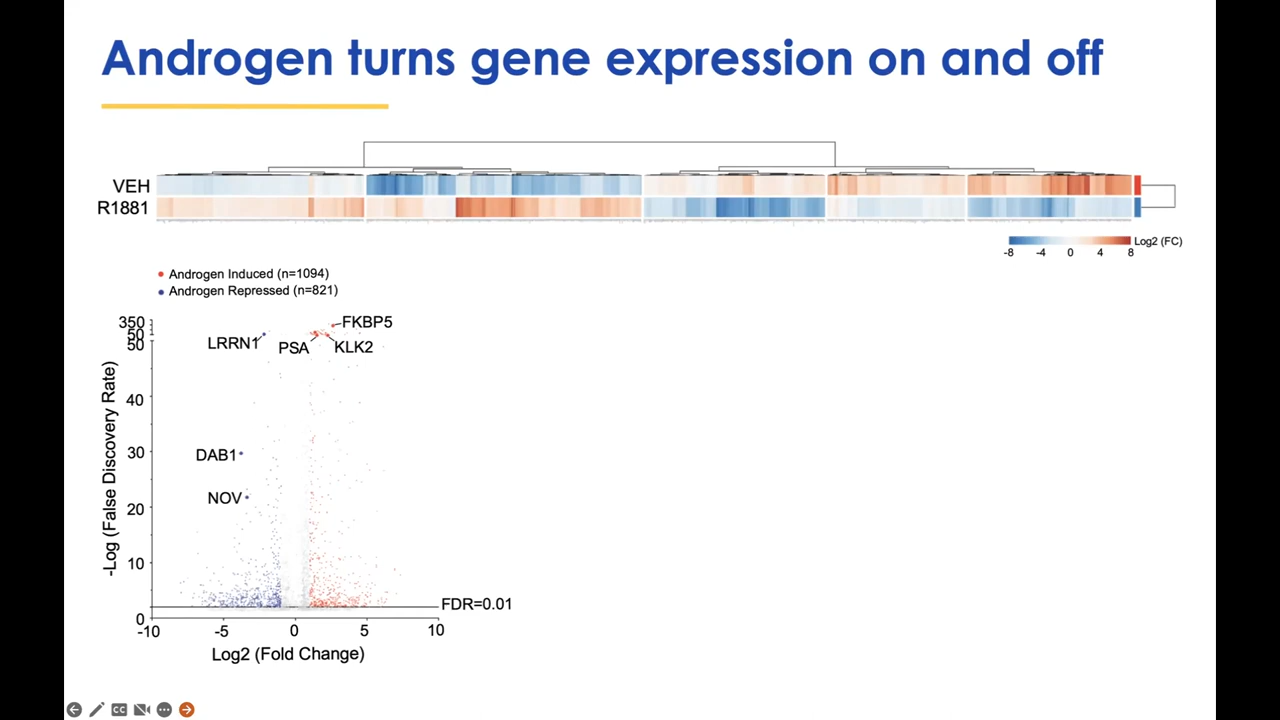 Androgen turns gene expression on and off
VEH
R1881
Log2 (FC)
-8 -4 0 4 8
Androgen Induced (n=1094)
Androgen Repressed (n=821)
350
50
50
40
30
20
10
0
-Log (False Discovery Rate)
FKBP5
LRRN1
PSA
KLK2
DAB1
NOV
FDR=0.01
-10 -5 0 5 10
Log2 (Fold Change)
CC